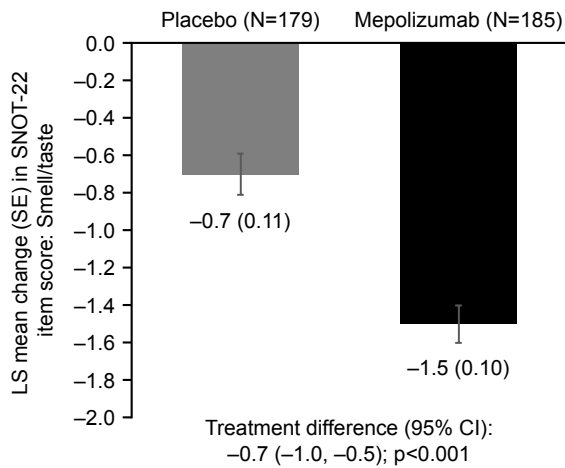 Placebo (N=179)
Mepolizumab (N=185)
LS mean change (SE) in SNOT-22
item score: Smell/taste
0.0
–0.2
–0.4
–0.6
–0.8
–1.0
–1.2
–1.4
–1.6
–1.8
–2.0
–0.7 (0.11)
–1.5 (0.10)
Treatment difference (95% CI):
–0.7 (–1.0, –0.5); p<0.001